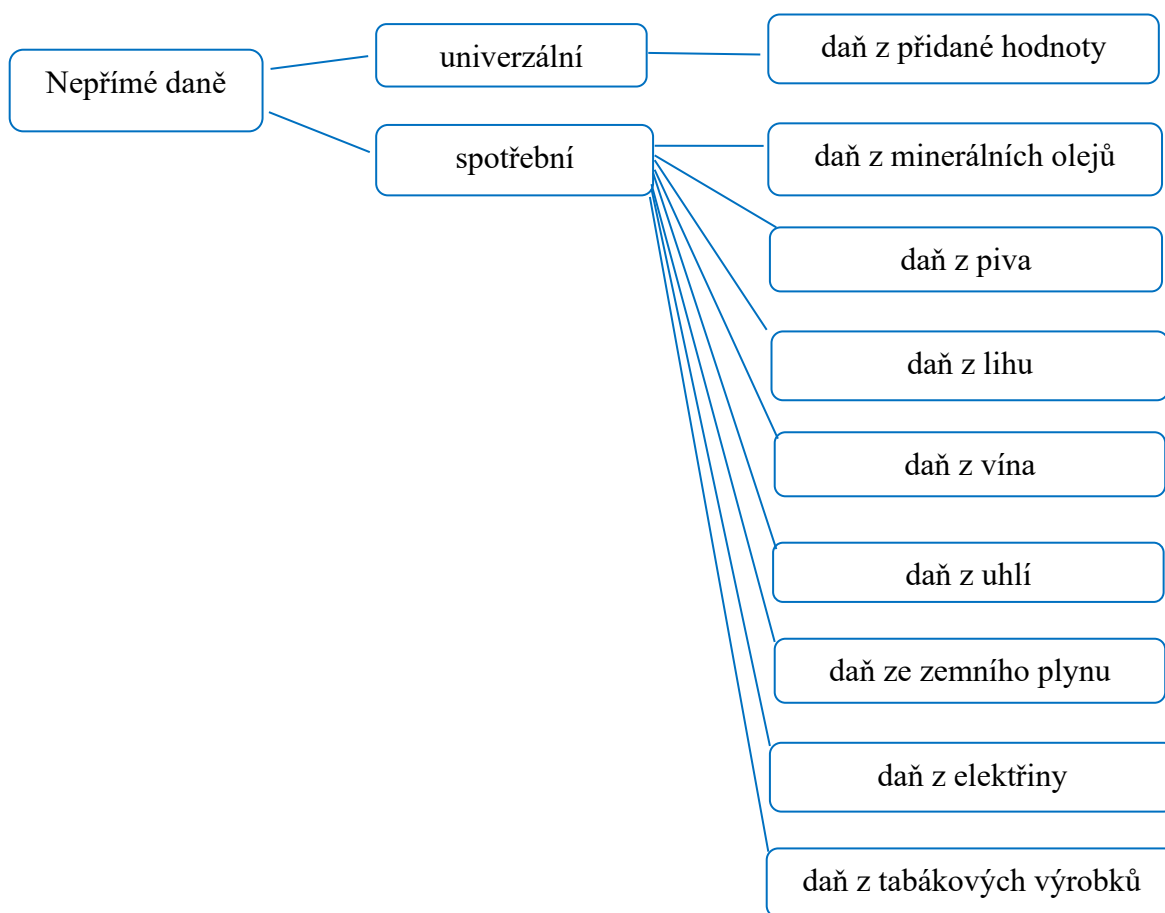 Nepřímé daně
univerzální
daň z přidané hodnoty
spotřební
daň z minerálních olejů
daň z piva
daň z lihu
daň z vína
daň z uhlí
daň ze zemního plynu
daň z elektřiny
daň z tabákových výrobků